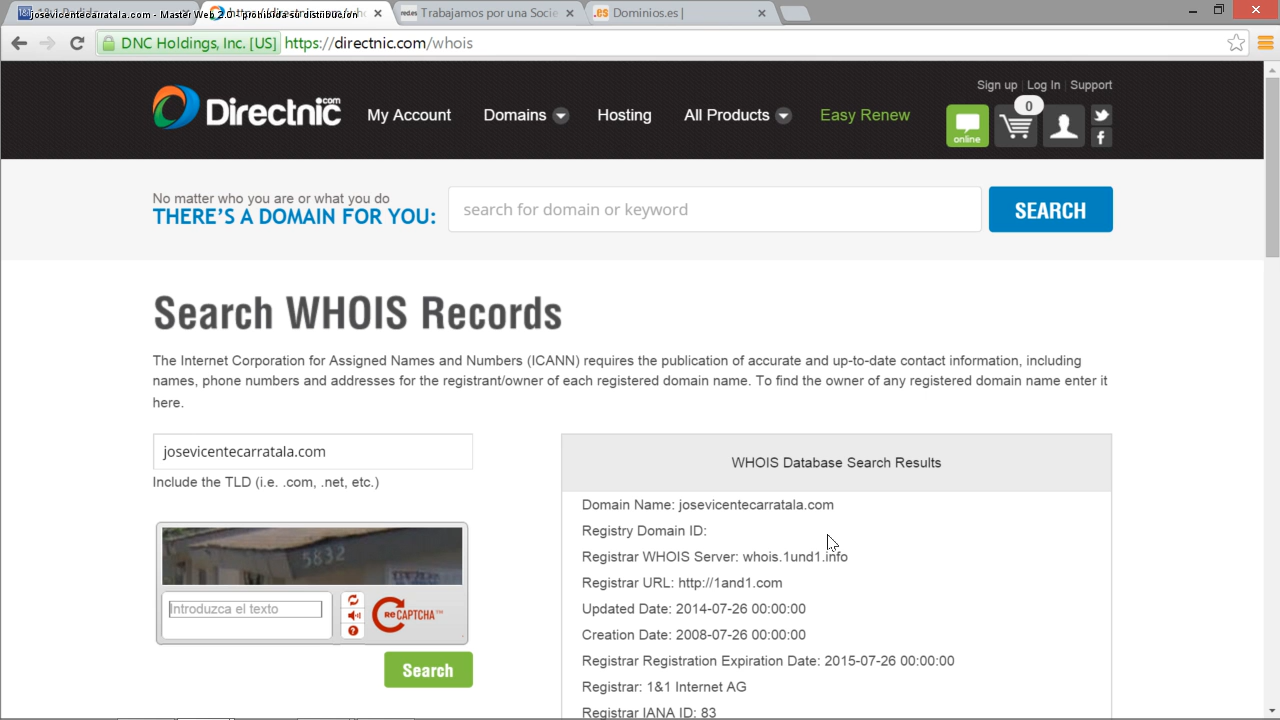 josevicentecarratala.com - Master Web 2.0
red.es Trabajamos por una Socie
.es Dominios.es |
DNC Holdings, Inc. [US] https://directnic.com/whois
Sign up | Log In | Support
Directnic.com
My Account
Domains
Hosting
All Products
Easy Renew
online
0
No matter who you are or what you do
THERE'S A DOMAIN FOR YOU:
search for domain or keyword
SEARCH
Search WHOIS Records
The Internet Corporation for Assigned Names and Numbers (ICANN) requires the publication of accurate and up-to-date contact information, including
names, phone numbers and addresses for the registrant/owner of each registered domain name. To find the owner of any registered domain name enter it
here.
josevicentecarratala.com
Include the TLD (i.e. .com, .net, etc.)
5832
Introduzca el texto
reCAPTCHA™
Search
WHOIS Database Search Results
Domain Name: josevicentecarratala.com
Registry Domain ID:
Registrar WHOIS Server: whois.1und1.info
Registrar URL: http://1and1.com
Updated Date: 2014-07-26 00:00:00
Creation Date: 2008-07-26 00:00:00
Registrar Registration Expiration Date: 2015-07-26 00:00:00
Registrar: 1&1 Internet AG
Registrar IANA ID: 83